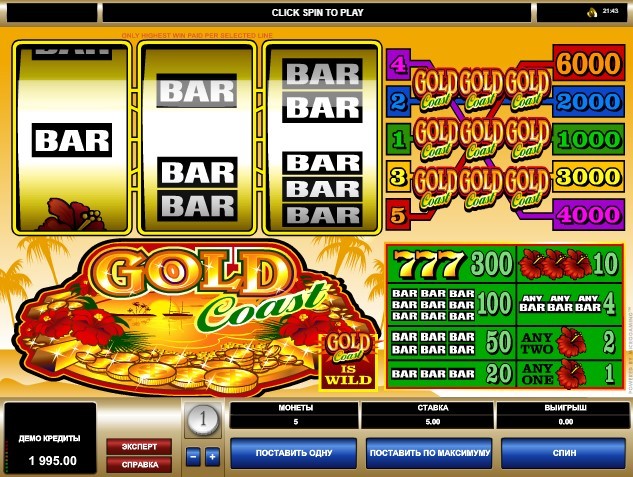 CLICK SPIN TO PLAY
21:43
ONLY HIGHEST WIN PAID PER SELECTED LINE
BAR
BAR BAR
BAR BAR
BAR BAR BAR
BAR BAR
BAR
BAR
4 GOLD Coast GOLD Coast GOLD Coast 6000
2 2000
1 GOLD Coast GOLD Coast GOLD Coast 1000
3 GOLD Coast GOLD Coast GOLD Coast 3000
5 4000
GOLD
Coast
GOLD
Coast
IS
WILD
777 300 10
BAR BAR BAR
BAR BAR BAR 100
BAR BAR BAR
ANY ANY ANY
BAR BAR BAR 4
BAR BAR BAR
BAR BAR BAR 50
ANY
TWO 2
BAR BAR BAR 20
ANY
ONE 1
ДЕМО КРЕДИТЫ
1 995.00
ЭКСПЕРТ
СПРАВКА
1
- +
МОНЕТЫ
5
СТАВКА
5.00
ВЫИГРЫШ
0.00
ПОСТАВИТЬ ОДНУ
ПОСТАВИТЬ ПО МАКСИМУМУ
СПИН